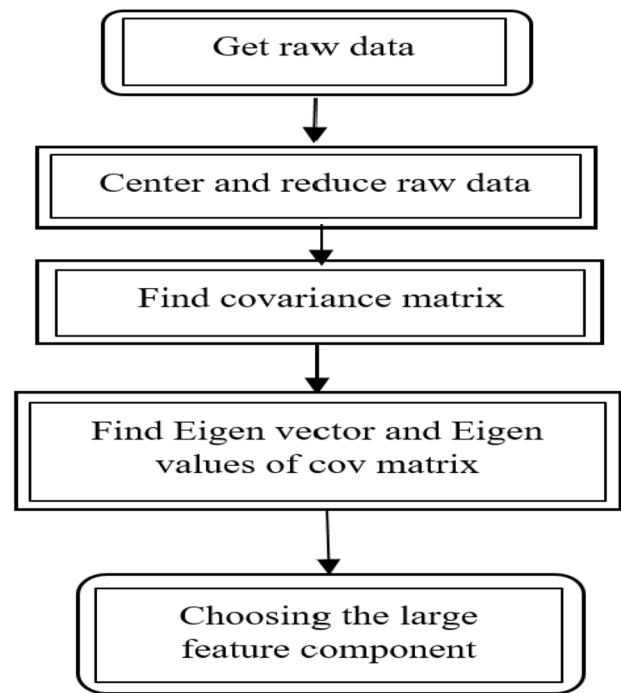 Get raw data
Center and reduce raw data
Find covariance matrix
Find Eigen vector and Eigen
values of cov matrix
Choosing the large
feature component